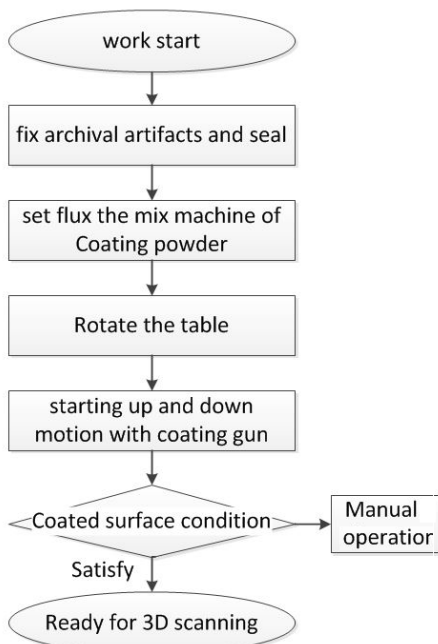 work start
fix archival artifacts and seal
set flux the mix machine of
Coating powder
Rotate the table
starting up and down
motion with coating gun
Coated surface condition
Manual
operation
Satisfy
Ready for 3D scanning